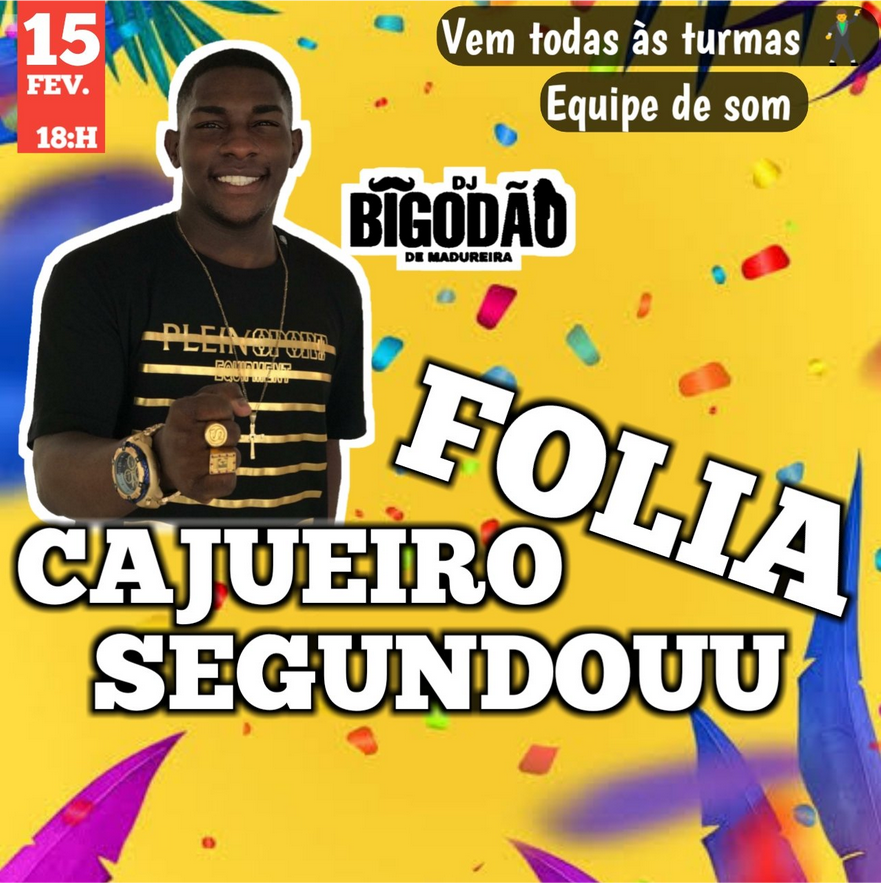 15
FEV.
18:H
Vem todas às turmas
Equipe de som
DJ
BIGODÃO
DE MADUREIRA
EQUIPMENT
FOLIA
CAJUEIRO
SEGUNDOUU